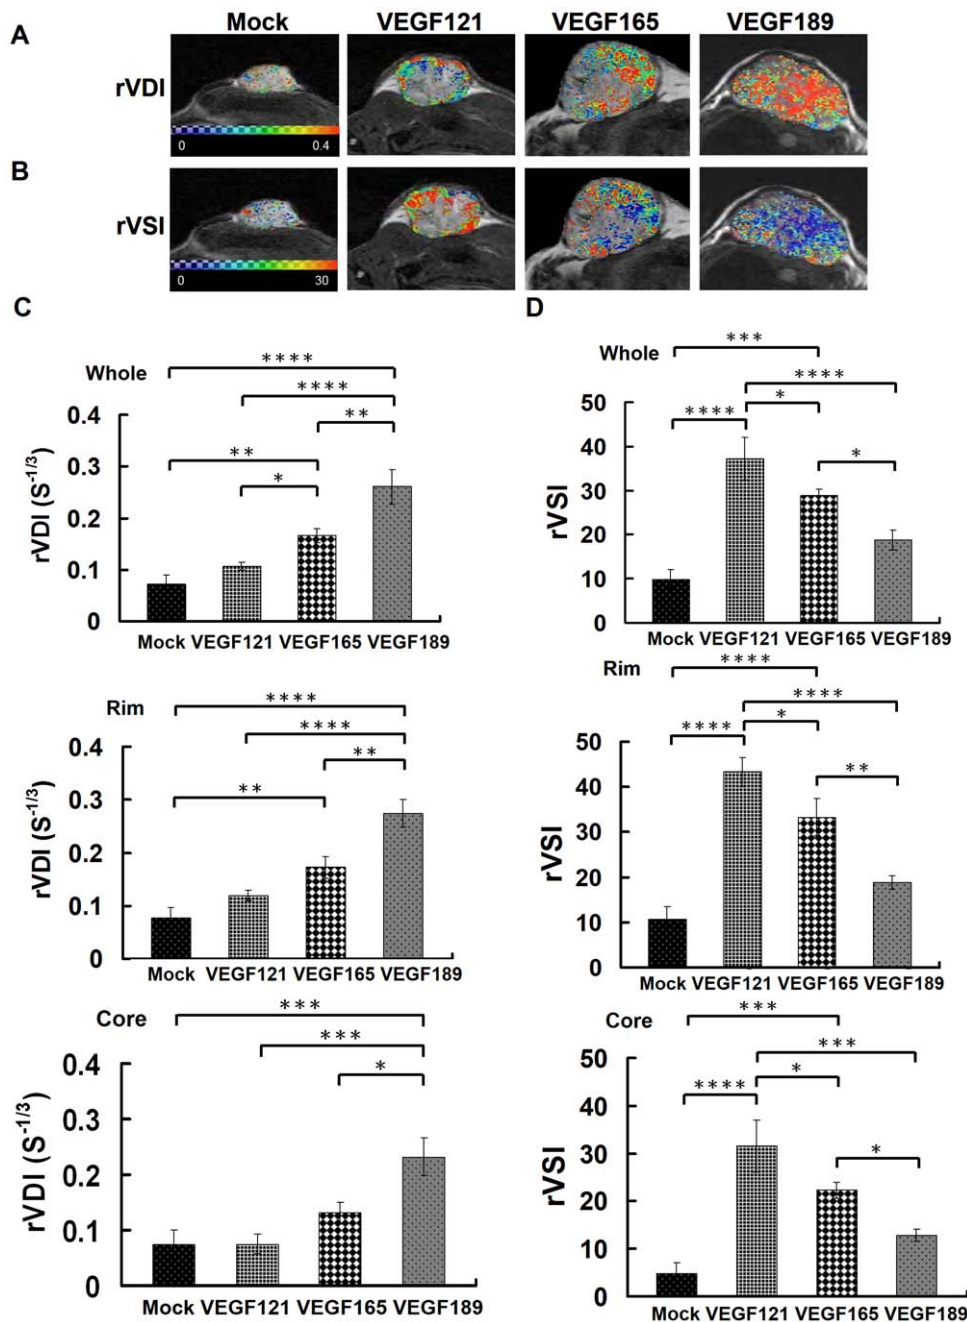 Mock VEGF121 VEGF165 VEGF189
A
rVDI
0 0.4
B
rVSI
0 30
C
Whole
****
****
**
**
*
rVDI (S-1/3)
0.4
0.3
0.2
0.1
0
Mock VEGF121 VEGF165 VEGF189
Rim
****
****
**
**
rVDI (S-1/3)
0.4
0.3
0.2
0.1
0
Mock VEGF121 VEGF165 VEGF189
Core
***
***
*
rVDI (S-1/3)
0.4
0.3
0.2
0.1
0
Mock VEGF121 VEGF165 VEGF189
D
Whole
***
****
****
*
*
rVSI
50
40
30
20
10
0
Mock VEGF121 VEGF165 VEGF189
Rim
****
****
****
*
**
rVSI
50
40
30
20
10
0
Mock VEGF121 VEGF165 VEGF189
Core
***
***
****
*
*
rVSI
50
40
30
20
10
0
Mock VEGF121 VEGF165 VEGF189